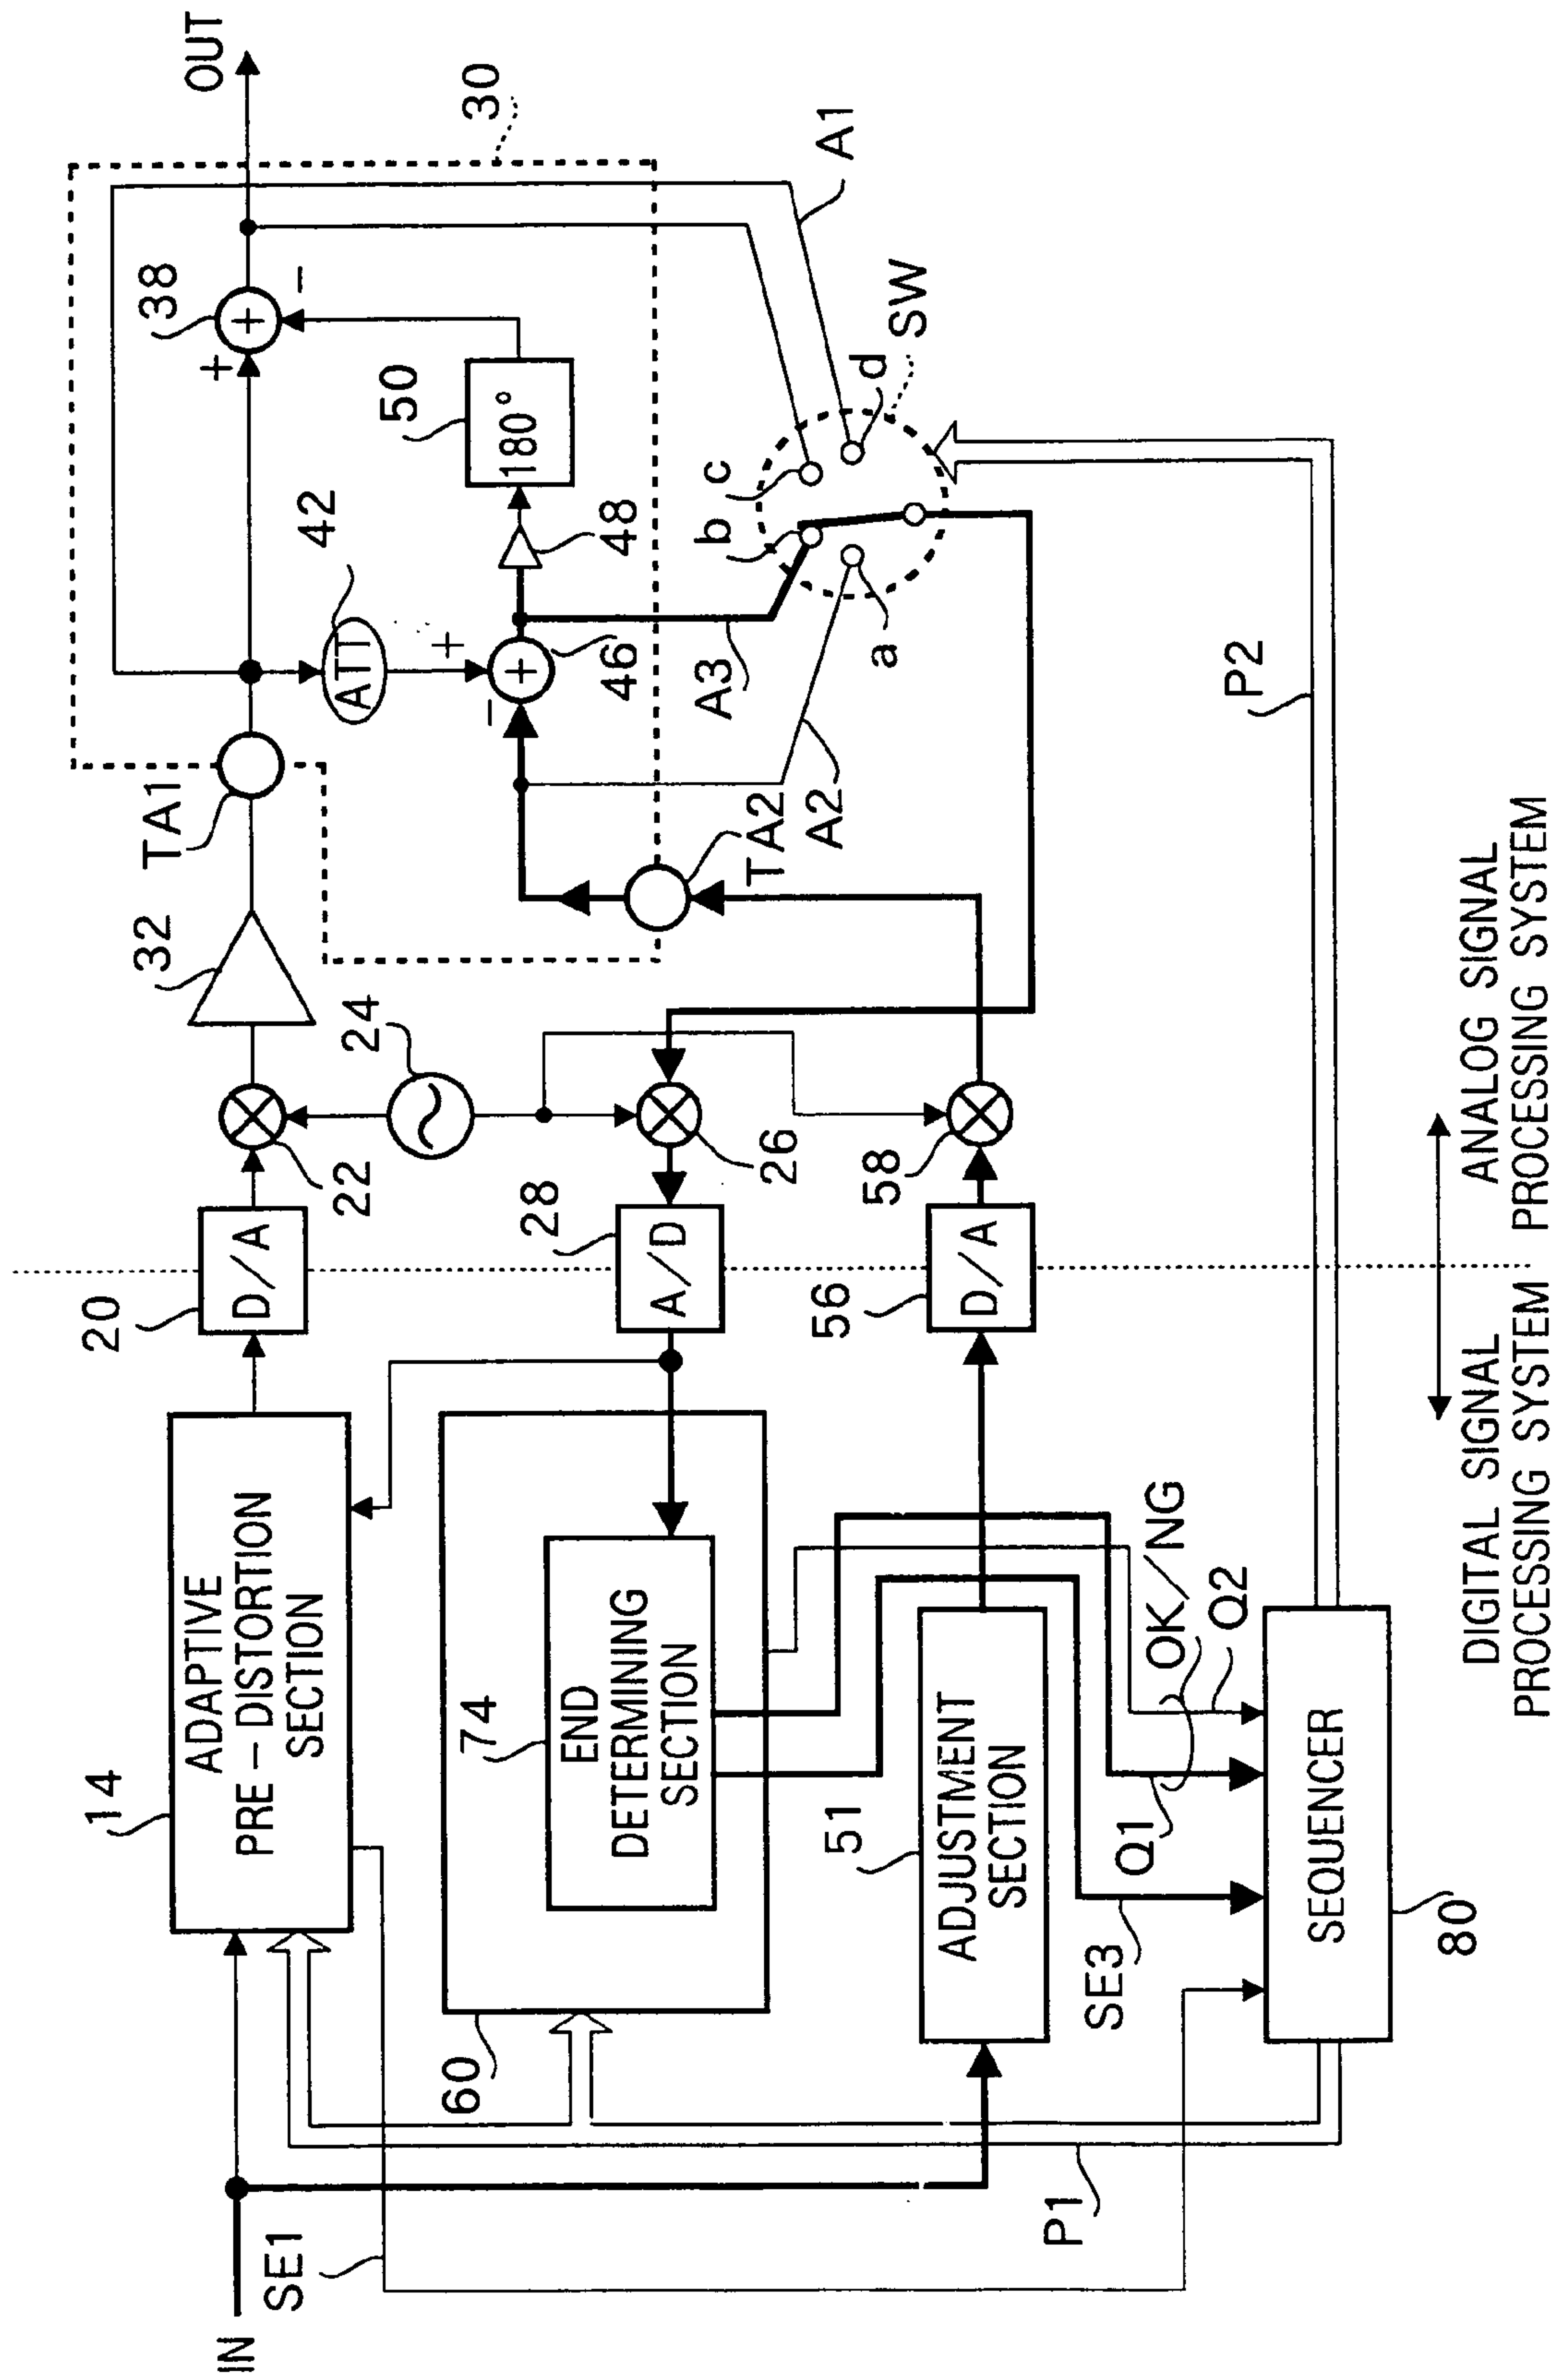 IN
OUT
SE1
14
ADAPTIVE
PRE-DISTORTION
SECTION
20
D/A
22
24
32
TA1
42
ATT
38
+
+
-
30
50
180°
48
46
+
+
-
60
74
END
DETERMINING
SECTION
28
A/D
26
TA2
A2
A3
A1
a
b
c
d
SW
51
ADJUSTMENT
SECTION
56
D/A
58
P1
SE3
Q1
OK/NG
Q2
80
SEQUENCER
P2
DIGITAL SIGNAL
PROCESSING SYSTEM
ANALOG SIGNAL
PROCESSING SYSTEM